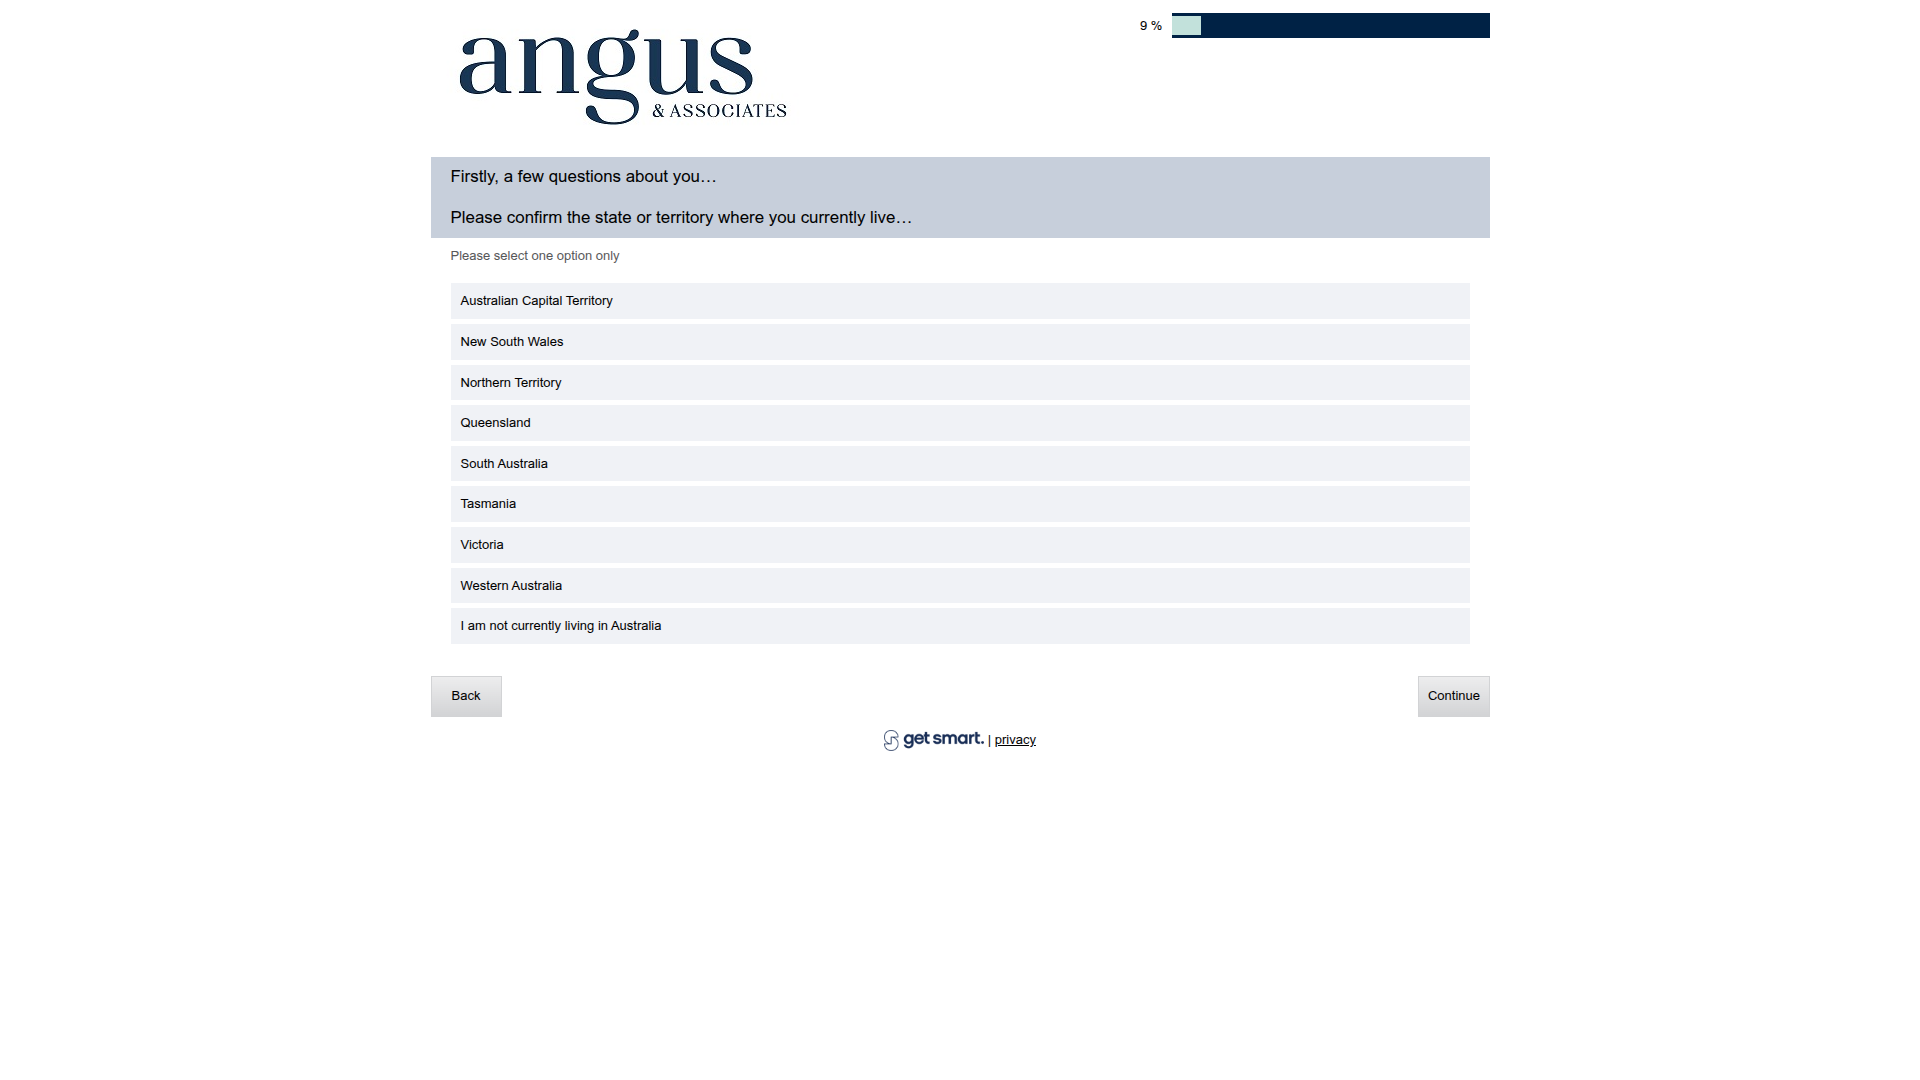 angus
& ASSOCIATES
9 %
Firstly, a few questions about you…
Please confirm the state or territory where you currently live…
Please select one option only
Australian Capital Territory
New South Wales
Northern Territory
Queensland
South Australia
Tasmania
Victoria
Western Australia
I am not currently living in Australia
Back
Continue
get smart. | privacy